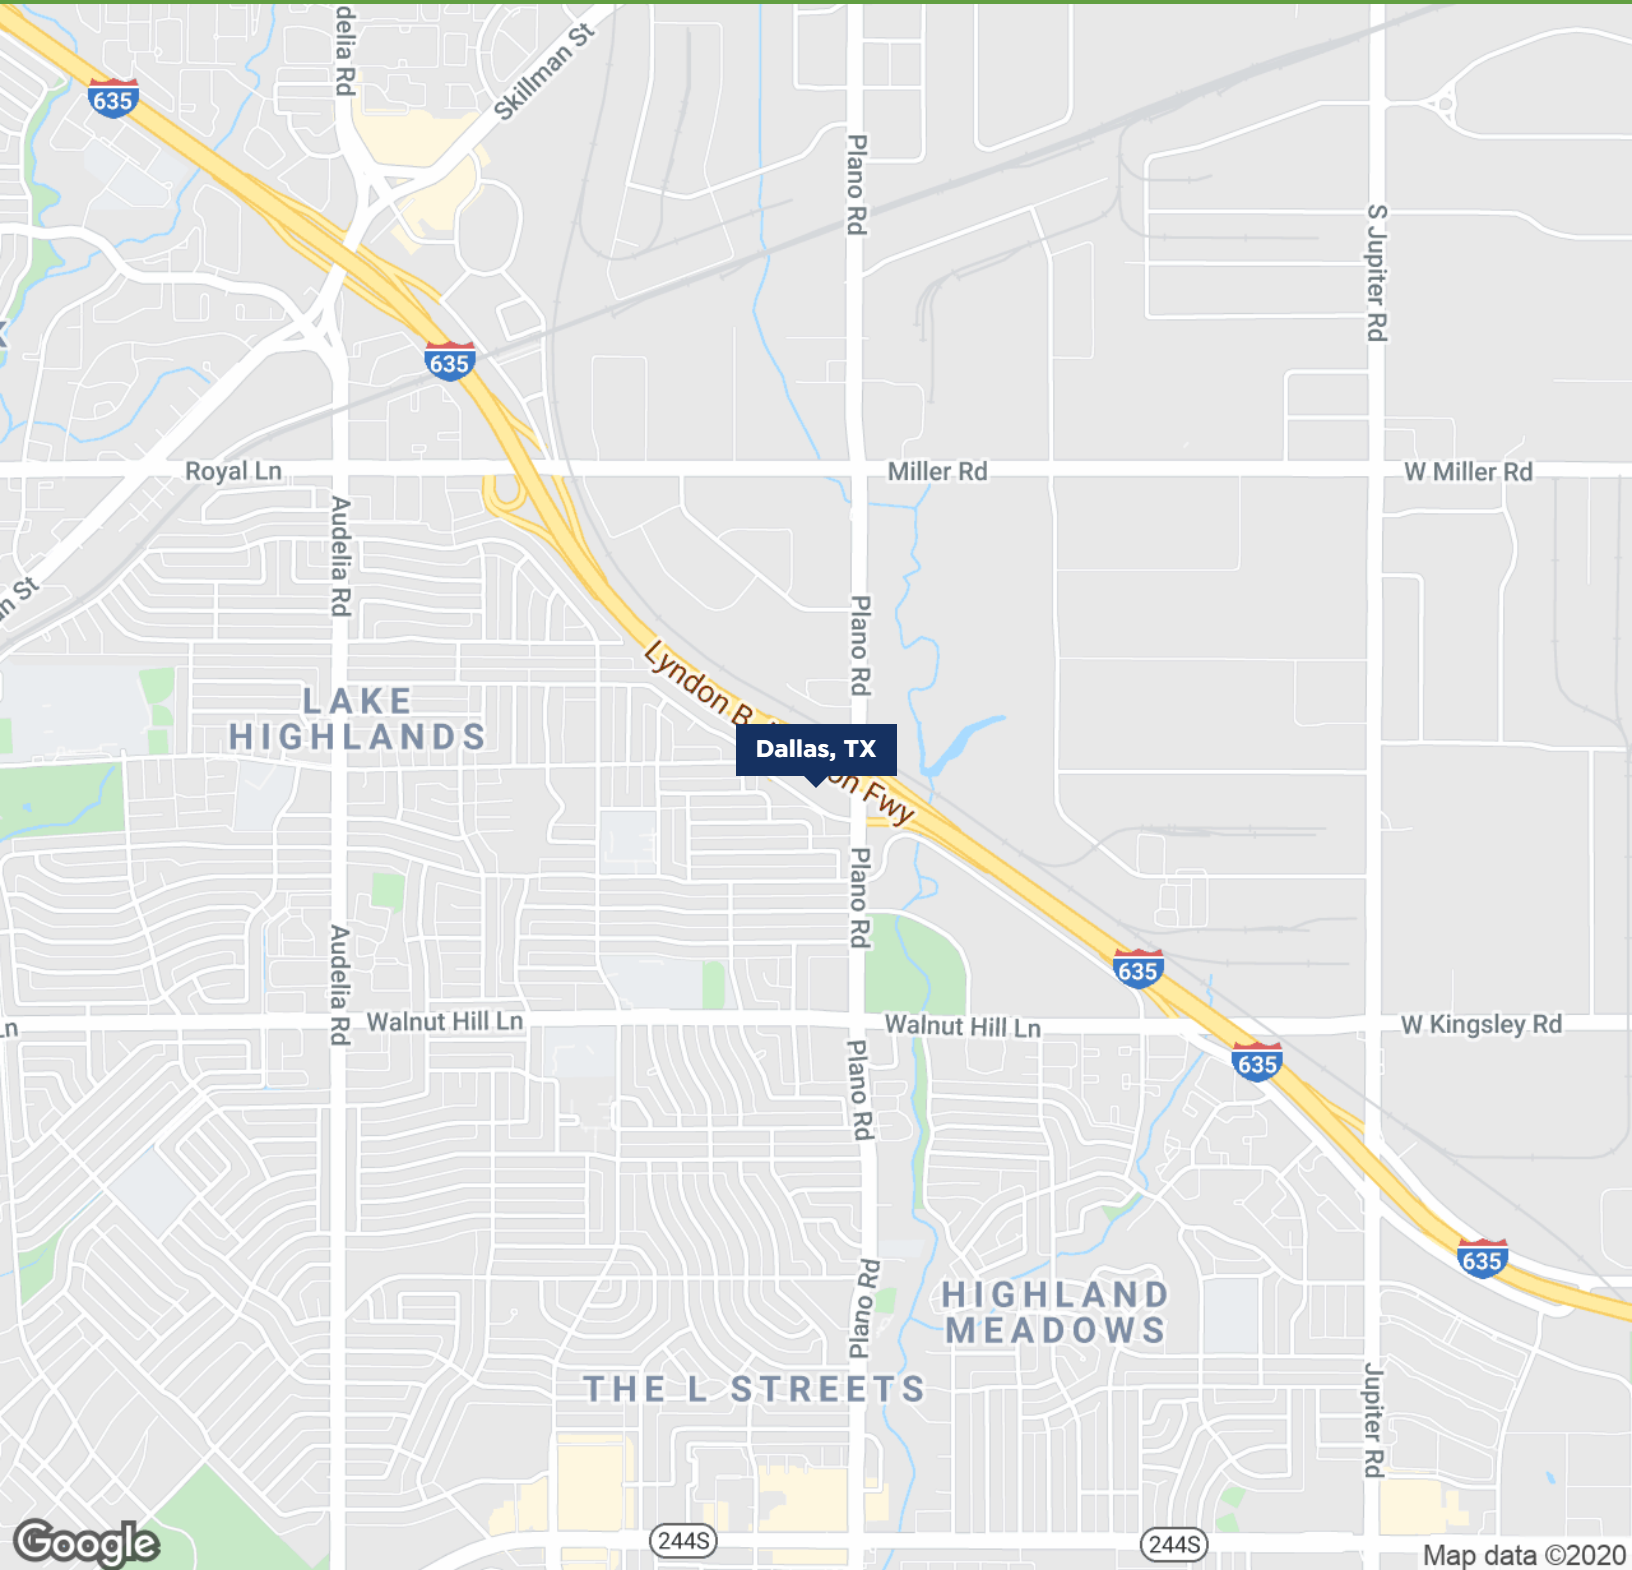 delia Rd
Skillman St
635
Plano Rd
S Jupiter Rd
635
Royal Ln
Miller Rd
W Miller Rd
Audelia Rd
Plano Rd
LAKE
HIGHLANDS
Lyndon B
on Fwy
Dallas, TX
Plano Rd
Audelia Rd
635
Walnut Hill Ln
Walnut Hill Ln
W Kingsley Rd
Ln
Plano Rd
635
635
Plano Rd
HIGHLAND
MEADOWS
THE L STREETS
Jupiter Rd
244S
244S
Google
Map data ©2020